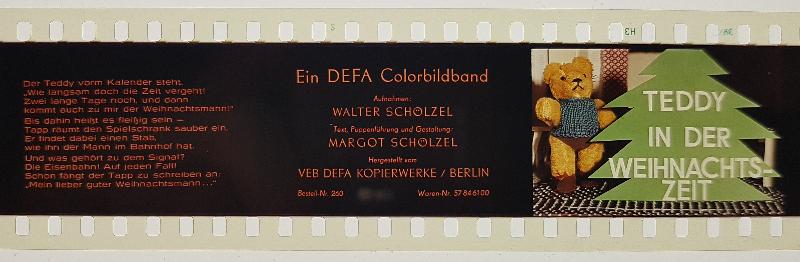 Der Teddy vorm Kalender steht.
„Wie langsam doch die Zeit vergeht!
Zwei lange Tage noch, und dann
kommt auch zu mir der Weihnachtsmann!"
Bis dahin heißt es fleißig sein —
Tapp räumt den Spielschrank sauber ein.
Er findet dabei einen Stab,
wie ihn der Mann im Bahnhof hat.
Und was gehört zu dem Signal?
Die Eisenbahn! Auf jeden Fall!
Schon fängt der Tapp zu schreiben an:
„Mein lieber guter Weihnachtsmann..."
Ein DEFA Colorbildband
Aufnahmen:
WALTER SCHOLZEL
Text, Puppenführung und Gestaltung:
MARGOT SCHOLZEL
Hergestellt vom
VEB DEFA KOPIERWERKE / BERLIN
Bestell-Nr. 260
Waren-Nr. 57846100
TEDDY
IN DER
WEIHNACHTS-
ZEIT